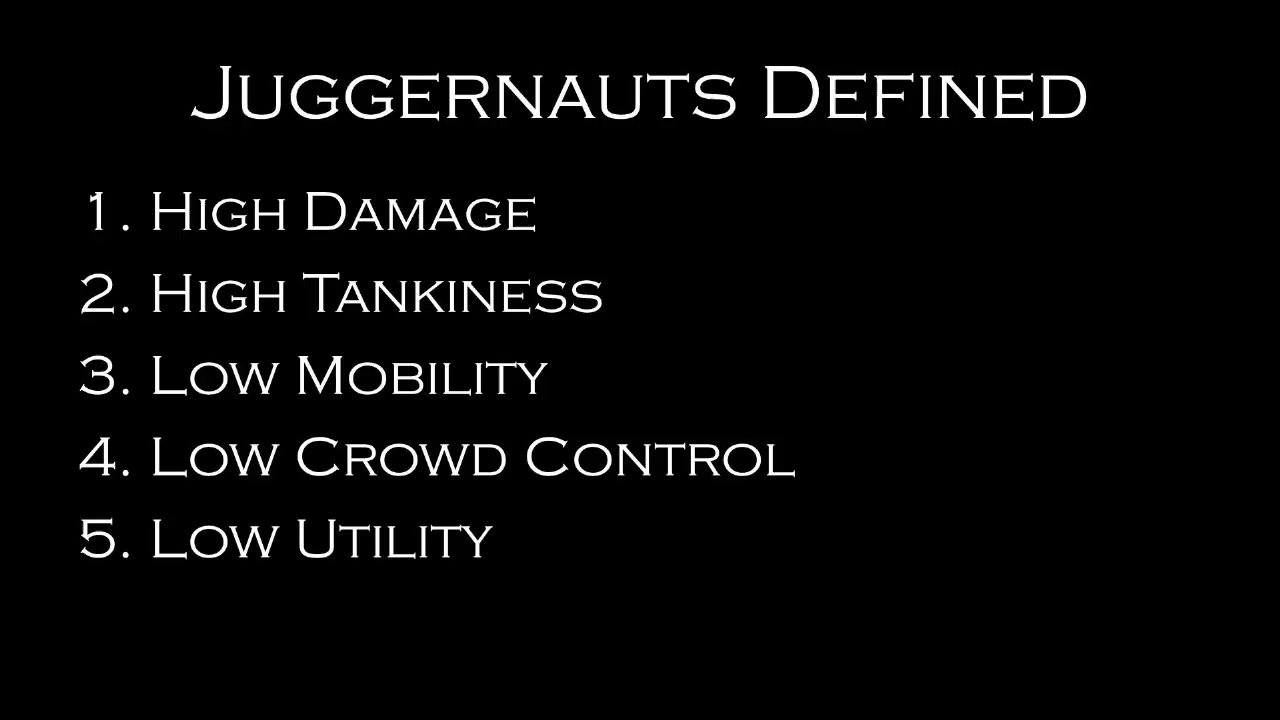 Juggernauts Defined
1. High Damage
2. High Tankiness
3. Low Mobility
4. Low Crowd Control
5. Low Utility